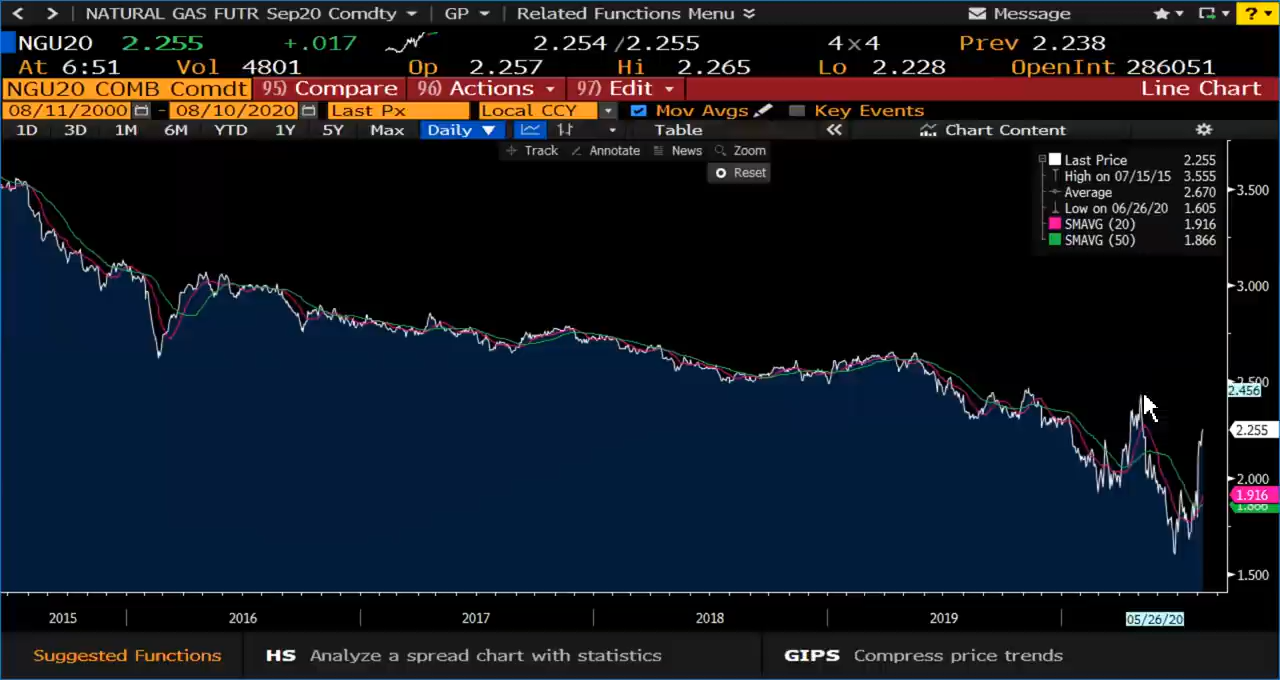 < > NATURAL GAS FUTR Sep20 Comdty GP Related Functions Menu Message ?
NGU20 2.255 +.017 2.254 /2.255 4×4 Prev 2.238
At 6:51 Vol 4801 Op 2.257 Hi 2.265 Lo 2.228 OpenInt 286051
NGU20 COMB Comdt 95) Compare 96) Actions 97) Edit Line Chart
08/11/2000 - 08/10/2020 Last Px Local CCY Mov Avgs Key Events
1D 3D 1M 6M YTD 1Y 5Y Max Daily ▼ Table « Chart Content
Track Annotate News Zoom
Reset
Last Price 2.255
High on 07/15/15 3.555
Average 2.670
Low on 06/26/20 1.605
SMAVG (20) 1.916
SMAVG (50) 1.866
3.500
3.000
2.500
2.456
2.255
2.000
1.916
1.866
1.500
2015 2016 2017 2018 2019 05/26/20
Suggested Functions HS Analyze a spread chart with statistics GIPS Compress price trends